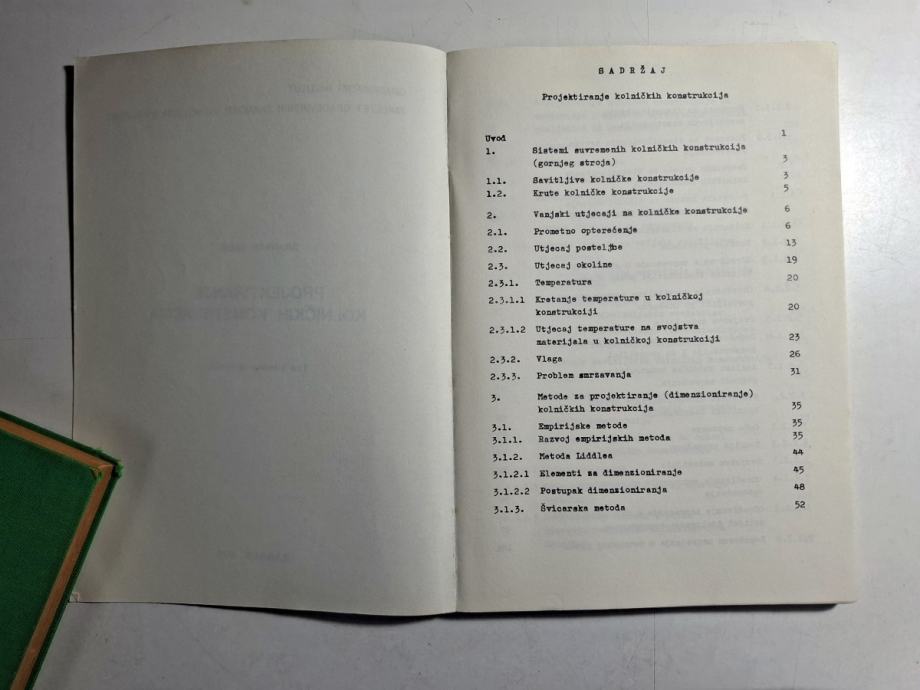 SADRŽAJ
Projektiranje kolničkih konstrukcija
Uvod 1
1. Sistemi suvremenih kolničkih konstrukcija
(gornjeg stroja) 3
1.1. Savitljive kolničke konstrukcije 3
1.2. Krute kolničke konstrukcije 5
2. Vanjski utjecaji na kolničke konstrukcije 6
2.1. Prometno opterećenje 6
2.2. Utjecaj posteljbe 13
2.3. Utjecaj okoline 19
2.3.1. Temperatura 20
2.3.1.1 Kretanje temperature u kolničkoj
konstrukciji 20
2.3.1.2 Utjecaj temperature na svojstva
materijala u kolničkoj konstrukciji 23
2.3.2. Vlaga 26
2.3.3. Problem smrzavanja 31
3. Metode za projektiranje (dimenzioniranje)
kolničkih konstrukcija 35
3.1. Empirijske metode 35
3.1.1. Razvoj empirijskih metoda 35
3.1.2. Metoda Liddlea 44
3.1.2.1 Elementi za dimenzioniranje 45
3.1.2.2 Postupak dimenzioniranja 48
3.1.3. Švicarska metoda 52